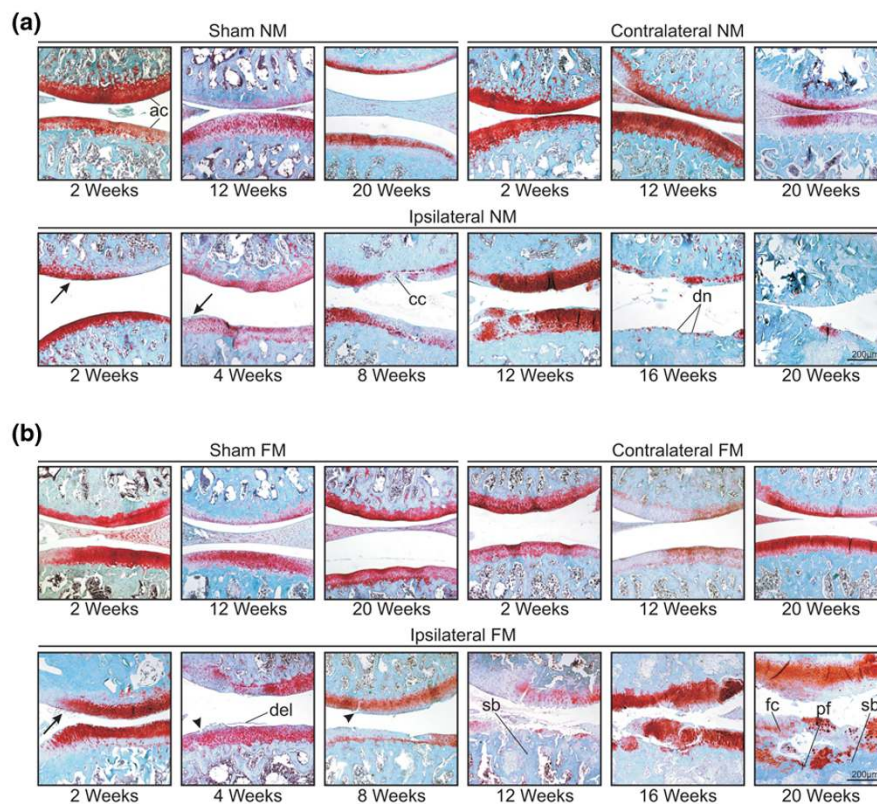 (a)
Sham NM
Contralateral NM
ac
2 Weeks
12 Weeks
20 Weeks
2 Weeks
12 Weeks
20 Weeks
Ipsilateral NM
cc
dn
200µm
2 Weeks
4 Weeks
8 Weeks
12 Weeks
16 Weeks
20 Weeks
(b)
Sham FM
Contralateral FM
2 Weeks
12 Weeks
20 Weeks
2 Weeks
12 Weeks
20 Weeks
Ipsilateral FM
del
sb
fc
pf
sb
200µm
2 Weeks
4 Weeks
8 Weeks
12 Weeks
16 Weeks
20 Weeks